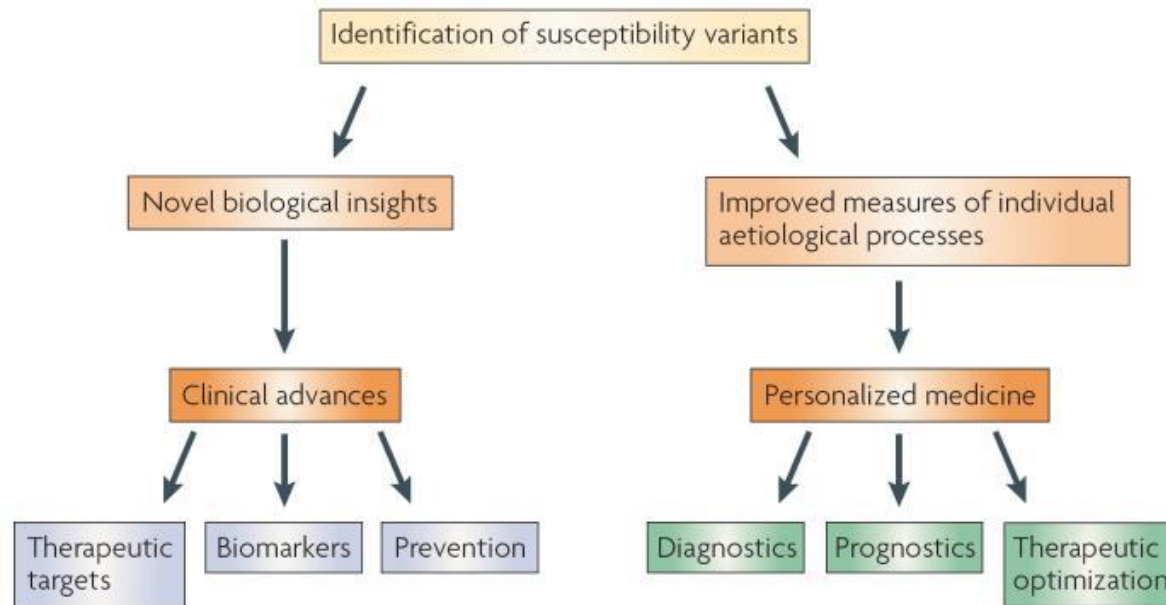 Identification of susceptibility variants
Novel biological insights
Improved measures of individual
aetiological processes
Clinical advances
Personalized medicine
Therapeutic
targets
Biomarkers
Prevention
Diagnostics
Prognostics
Therapeutic
optimization